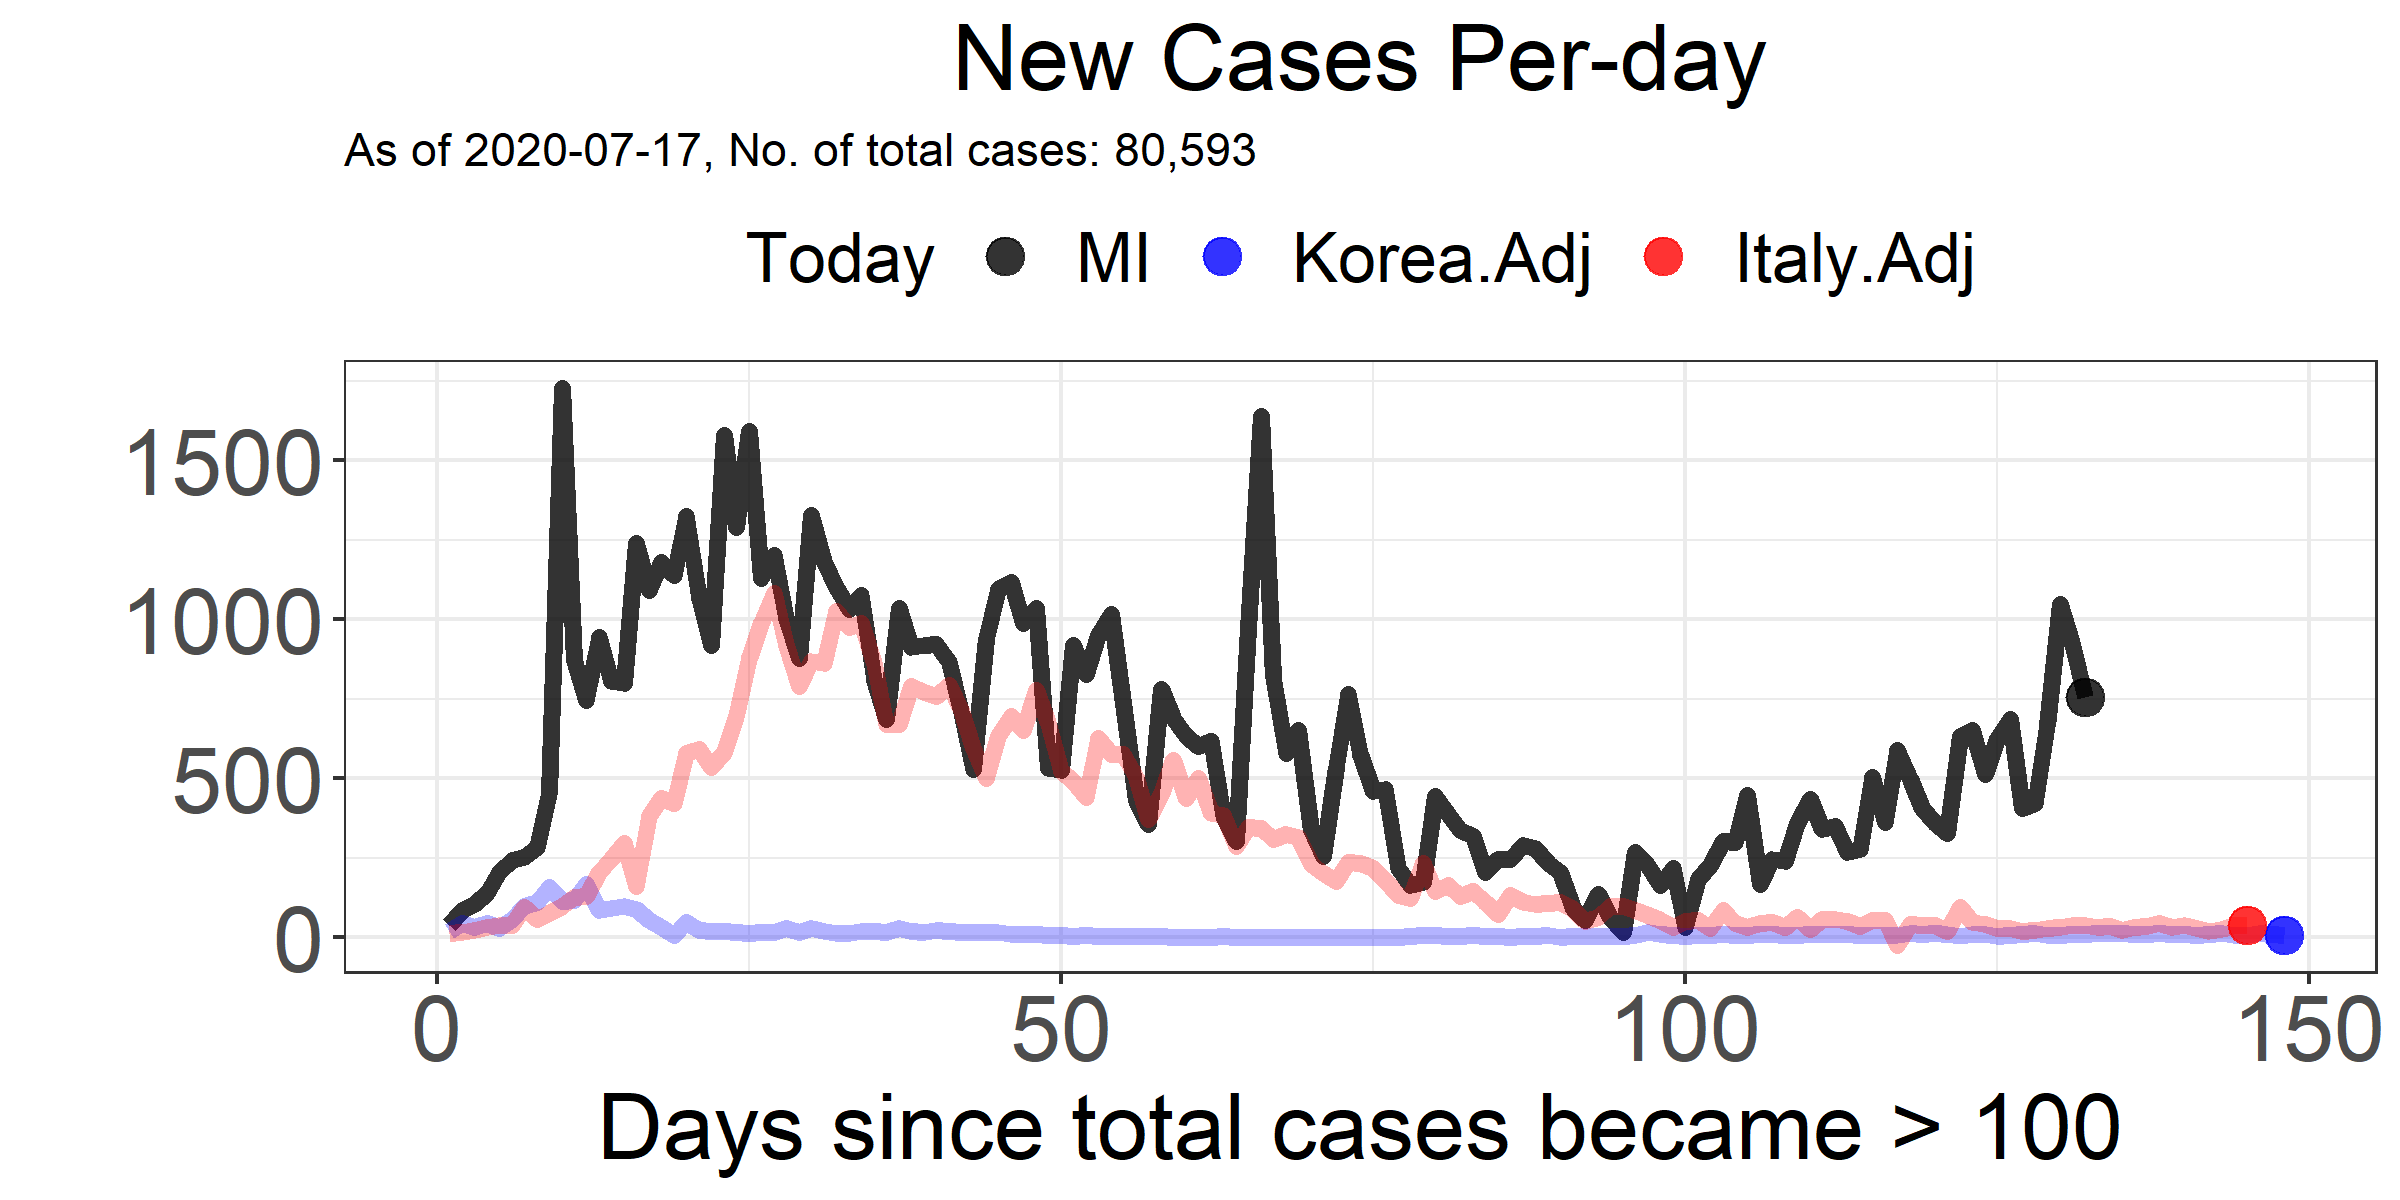 New Cases Per-day
As of 2020-07-17, No. of total cases: 80,593
Today MI Korea.Adj Italy.Adj
1500
1000
500
0
0 50 100 150
Days since total cases became > 100